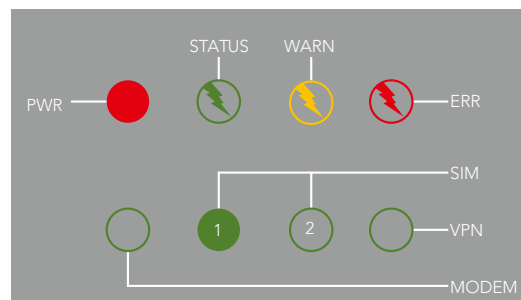 STATUS WARN
PWR ERR
SIM
1 2
VPN
MODEM